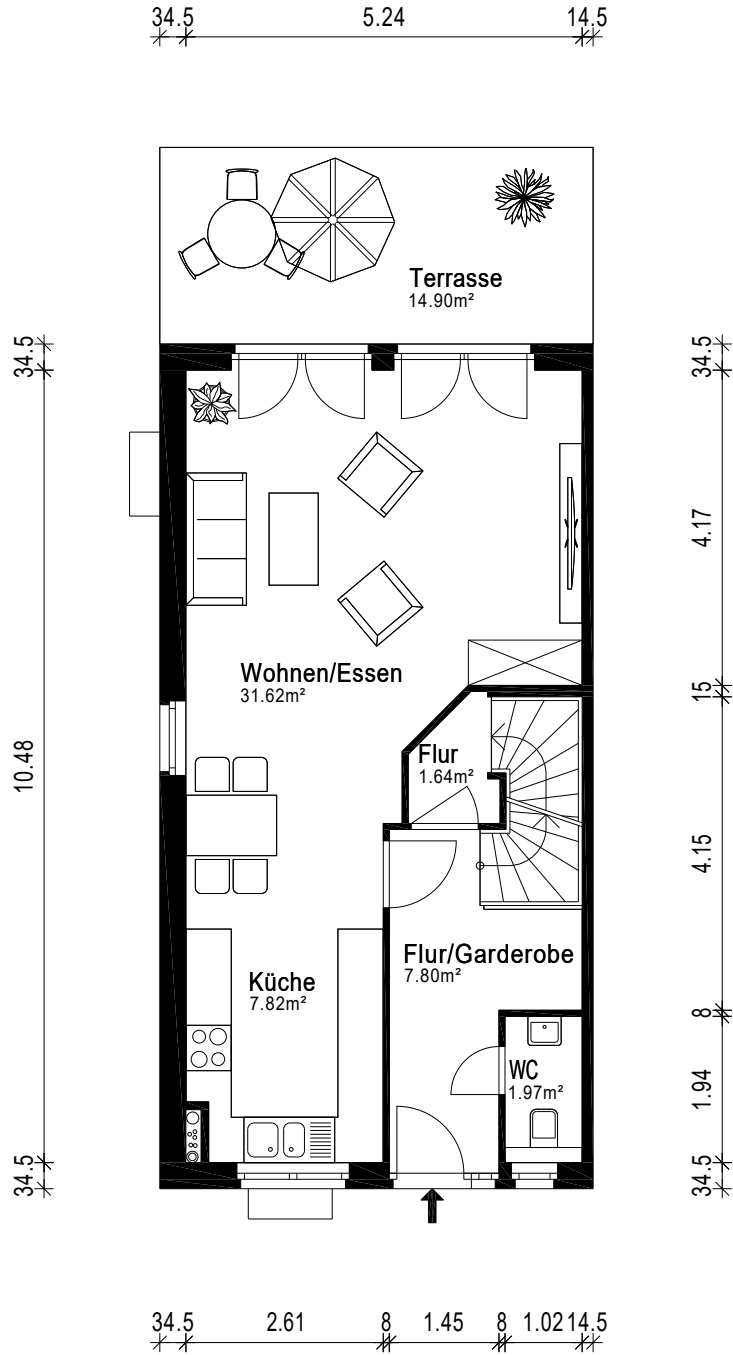 34.5 5.24 14.5
Terrasse
14.90m²
34.5
34.5
4.17
Wohnen/Essen
31.62m²
15
Flur
1.64m²
10.48
4.15
Flur/Garderobe
7.80m²
Küche
7.82m²
8
WC
1.97m²
1.94
34.5
34.5
34.5 2.61 8 1.45 8 1.02 14.5